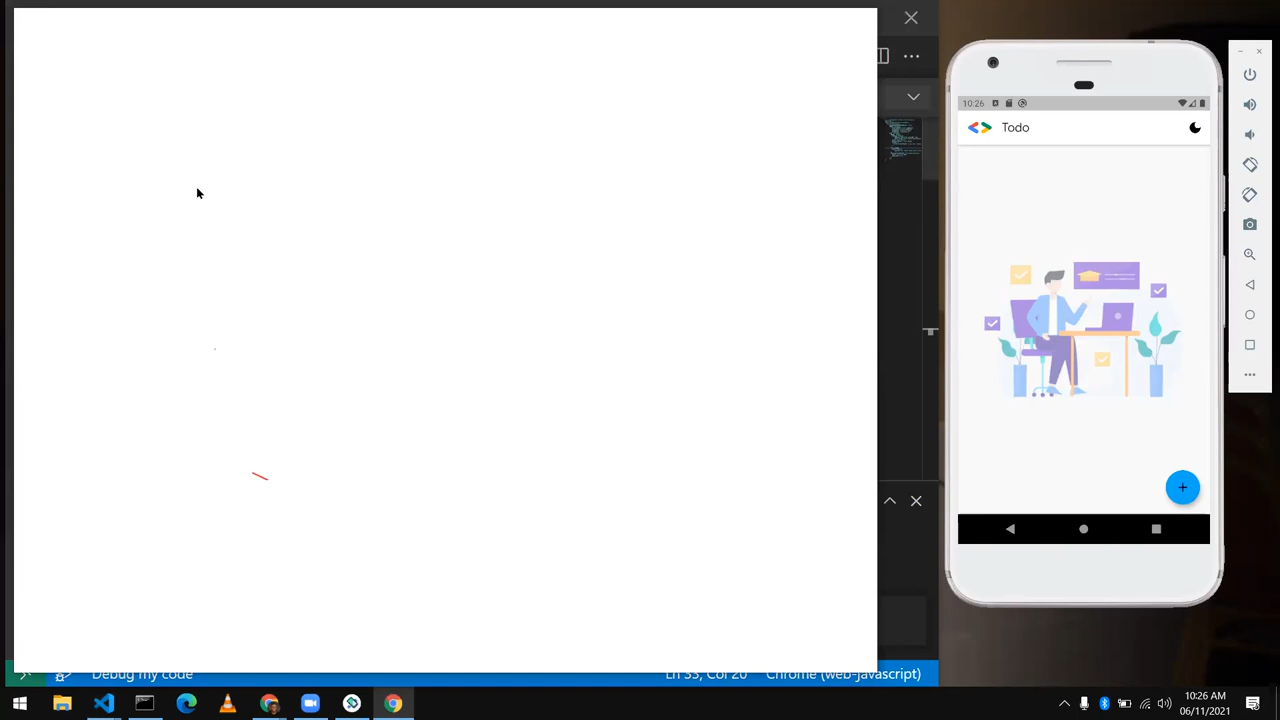 10:26
Todo
Debug my code
Ln 33, Col 20
Chrome (web-javascript)
10:26 AM
06/11/2021